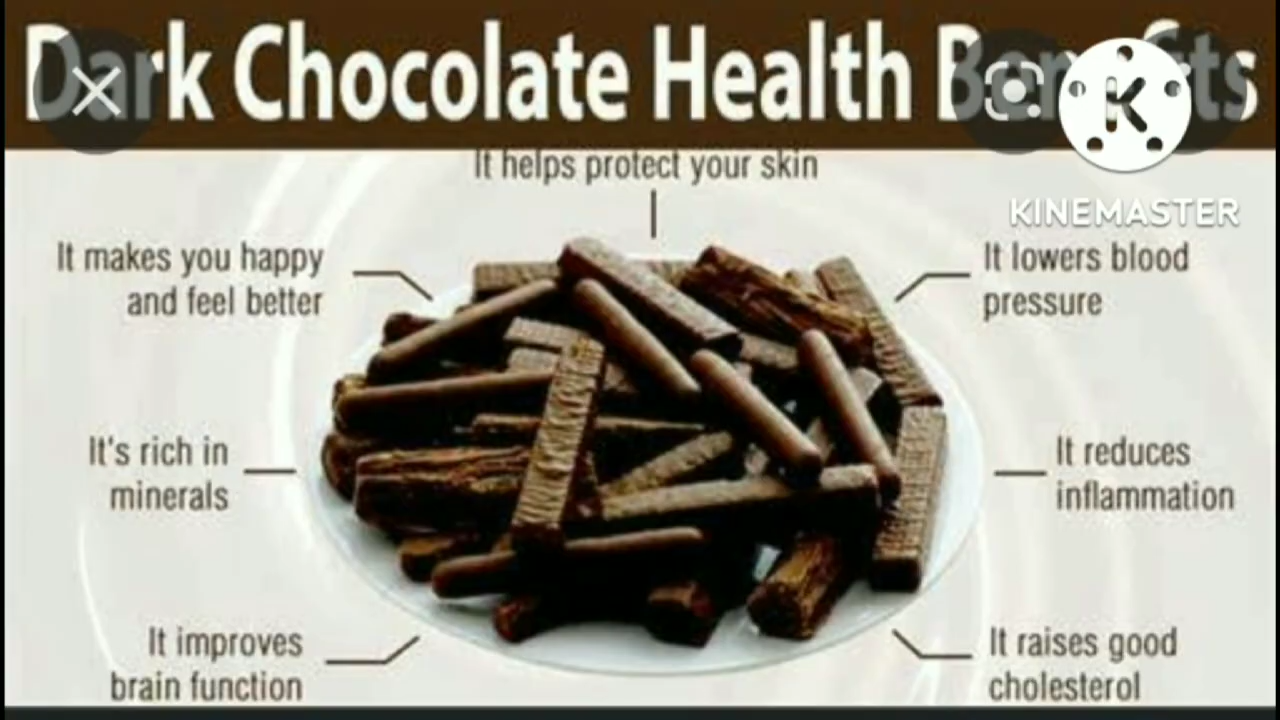 Dark Chocolate Health Benefits
It helps protect your skin
It makes you happy
and feel better
It lowers blood
pressure
It's rich in
minerals
It reduces
inflammation
It improves
brain function
It raises good
cholesterol
K
KINEMASTER